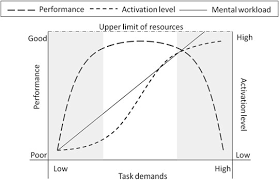 Performance Activation level Mental workload
Upper limit of resources
Good High
Performance
Activation level
Poor Low
Low High
Task demands